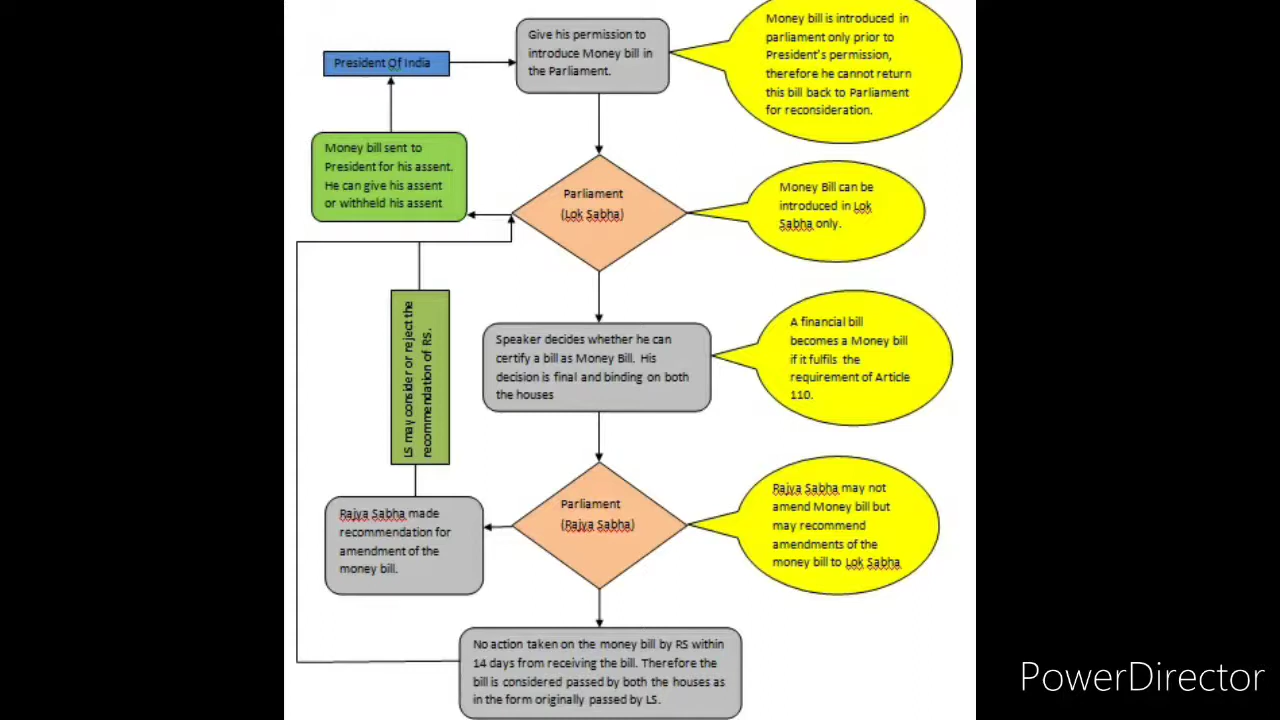 Give his permission to
introduce Money bill in
the Parliament.
Money bill is introduced in
parliament only prior to
President's permission,
therefore he cannot return
this bill back to Parliament
for reconsideration.
President Of India
Money bill sent to
President for his assent.
He can give his assent
or withheld his assent
Parliament
(Lok Sabha)
Money Bill can be
introduced in Lok
Sabha only.
LS may consider or reject the
recommendation of RS.
Speaker decides whether he can
certify a bill as Money Bill. His
decision is final and binding on both
the houses
A financial bill
becomes a Money bill
if it fulfils the
requirement of Article
110.
Rajya Sabha made
recommendation for
amendment of the
money bill.
Parliament
(Rajya Sabha)
Rajya Sabha may not
amend Money bill but
may recommend
amendments of the
money bill to Lok Sabha
No action taken on the money bill by RS within
14 days from receiving the bill. Therefore the
bill is considered passed by both the houses as
in the form originally passed by LS.
PowerDirector